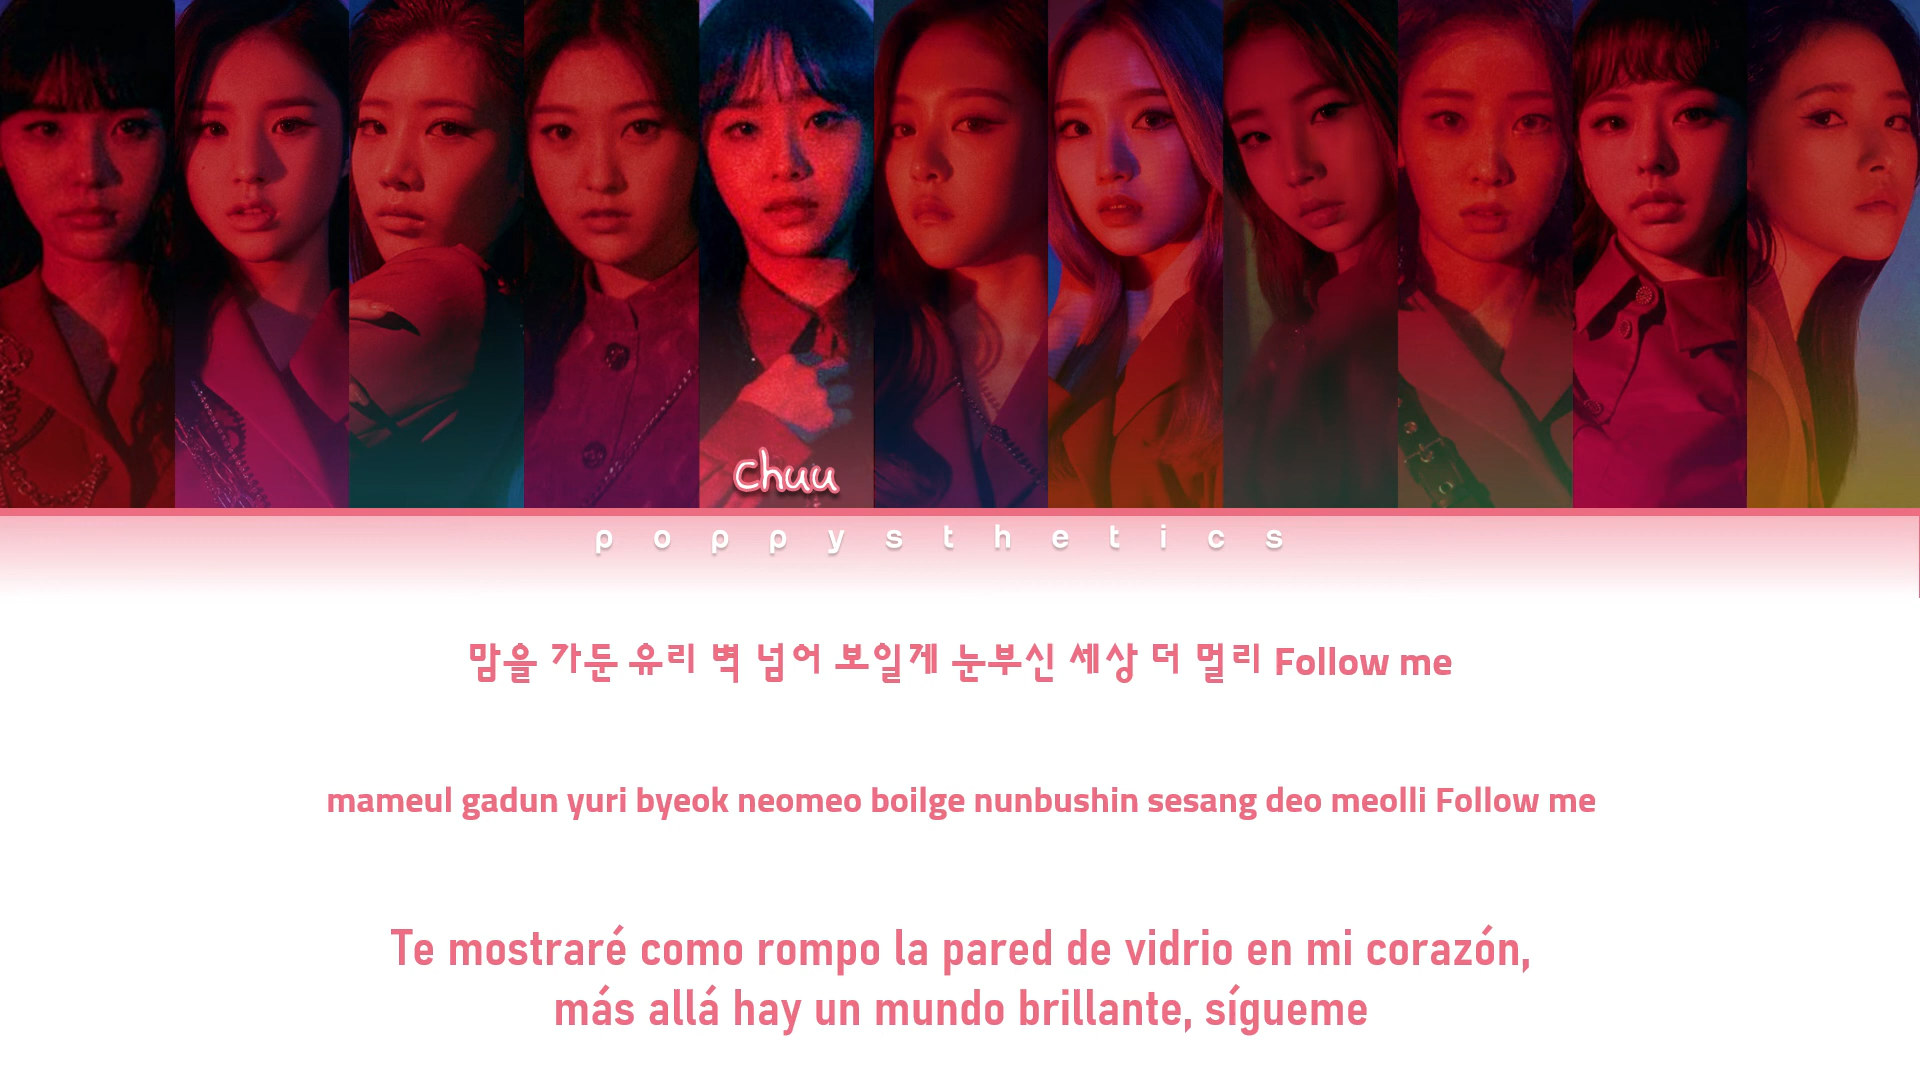 chuu
poppysthetics
맘을 가둔 유리 벽 넘어 보일게 눈부신 세상 더 멀리 Follow me
mameul gadun yuri byeok neomeo boilge nunbushin sesang deo meolli Follow me
Te mostraré como rompo la pared de vidrio en mi corazón,
más allá hay un mundo brillante, sígueme